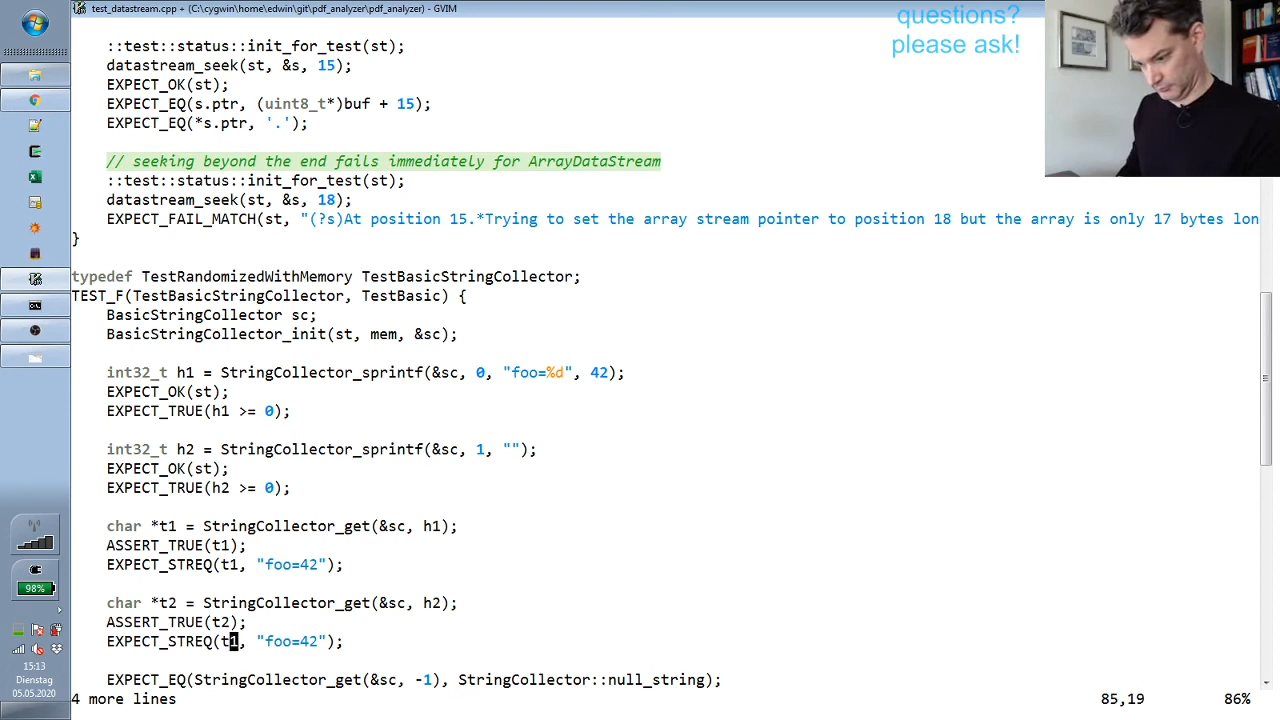 test_datastream.cpp + (C:\cygwin\home\edwin\git\pdf_analyzer\pdf_analyzer) - GVIM
questions?
please ask!
::test::status::init_for_test(st);
datastream_seek(st, &s, 15);
EXPECT_OK(st);
EXPECT_EQ(s.ptr, (uint8_t*)buf + 15);
EXPECT_EQ(*s.ptr, '.');
// seeking beyond the end fails immediately for ArrayDataStream
::test::status::init_for_test(st);
datastream_seek(st, &s, 18);
EXPECT_FAIL_MATCH(st, "(?s)At position 15.*Trying to set the array stream pointer to position 18 but the array is only 17 bytes lon
}
typedef TestRandomizedWithMemory TestBasicStringCollector;
TEST_F(TestBasicStringCollector, TestBasic) {
BasicStringCollector sc;
BasicStringCollector_init(st, mem, &sc);
int32_t h1 = StringCollector_sprintf(&sc, 0, "foo=%d", 42);
EXPECT_OK(st);
EXPECT_TRUE(h1 >= 0);
int32_t h2 = StringCollector_sprintf(&sc, 1, "");
EXPECT_OK(st);
EXPECT_TRUE(h2 >= 0);
char *t1 = StringCollector_get(&sc, h1);
ASSERT_TRUE(t1);
EXPECT_STREQ(t1, "foo=42");
char *t2 = StringCollector_get(&sc, h2);
ASSERT_TRUE(t2);
EXPECT_STREQ(t1, "foo=42");
EXPECT_EQ(StringCollector_get(&sc, -1), StringCollector::null_string);
4 more lines
85,19
86%
98%
15:13
Dienstag
05.05.2020